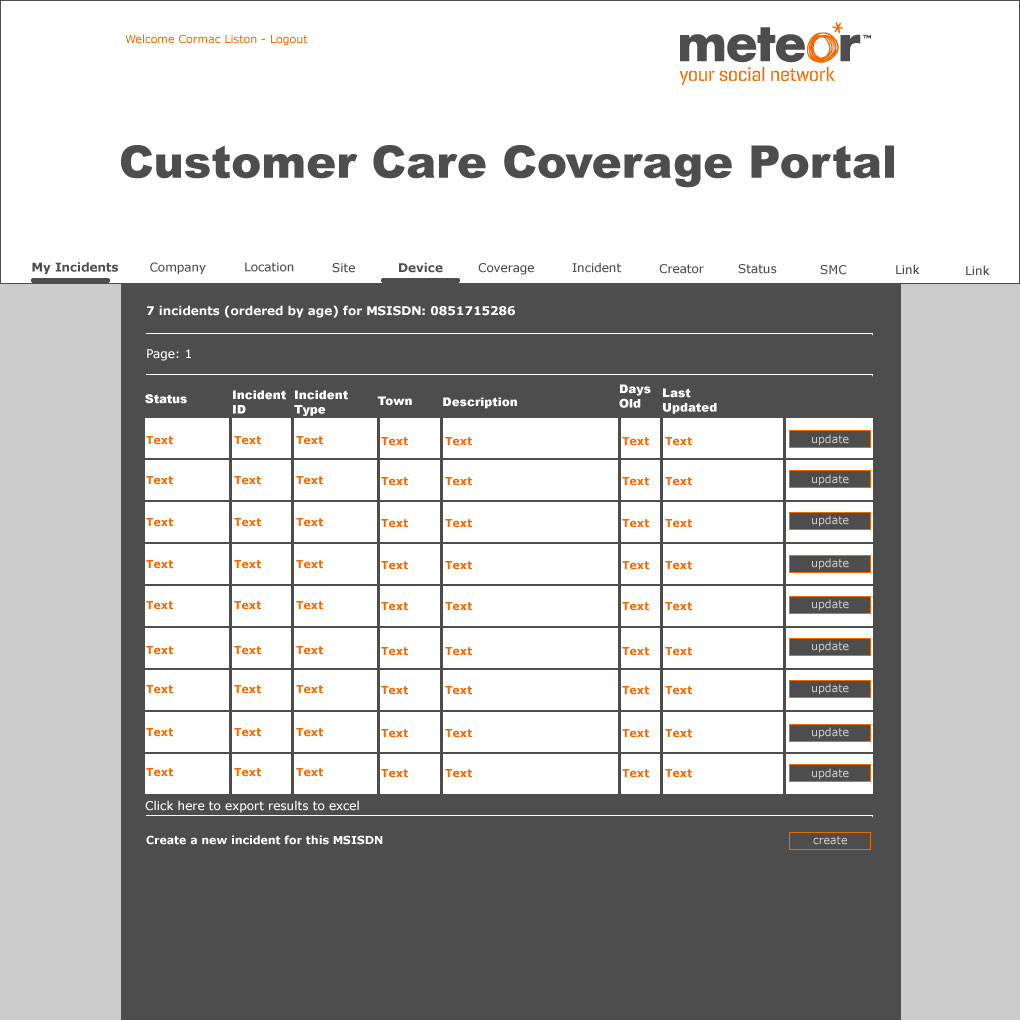 Welcome Cormac Liston - Logout
meteor™
your social network
Customer Care Coverage Portal
My Incidents Company Location Site Device Coverage Incident Creator Status SMC Link Link
7 incidents (ordered by age) for MSISDN: 0851715286
Page: 1
Status Incident ID Incident Type Town Description Days Old Last Updated
Text Text Text Text Text Text Text update
Text Text Text Text Text Text Text update
Text Text Text Text Text Text Text update
Text Text Text Text Text Text Text update
Text Text Text Text Text Text Text update
Text Text Text Text Text Text Text update
Text Text Text Text Text Text Text update
Text Text Text Text Text Text Text update
Text Text Text Text Text Text Text update
Click here to export results to excel
Create a new incident for this MSISDN create